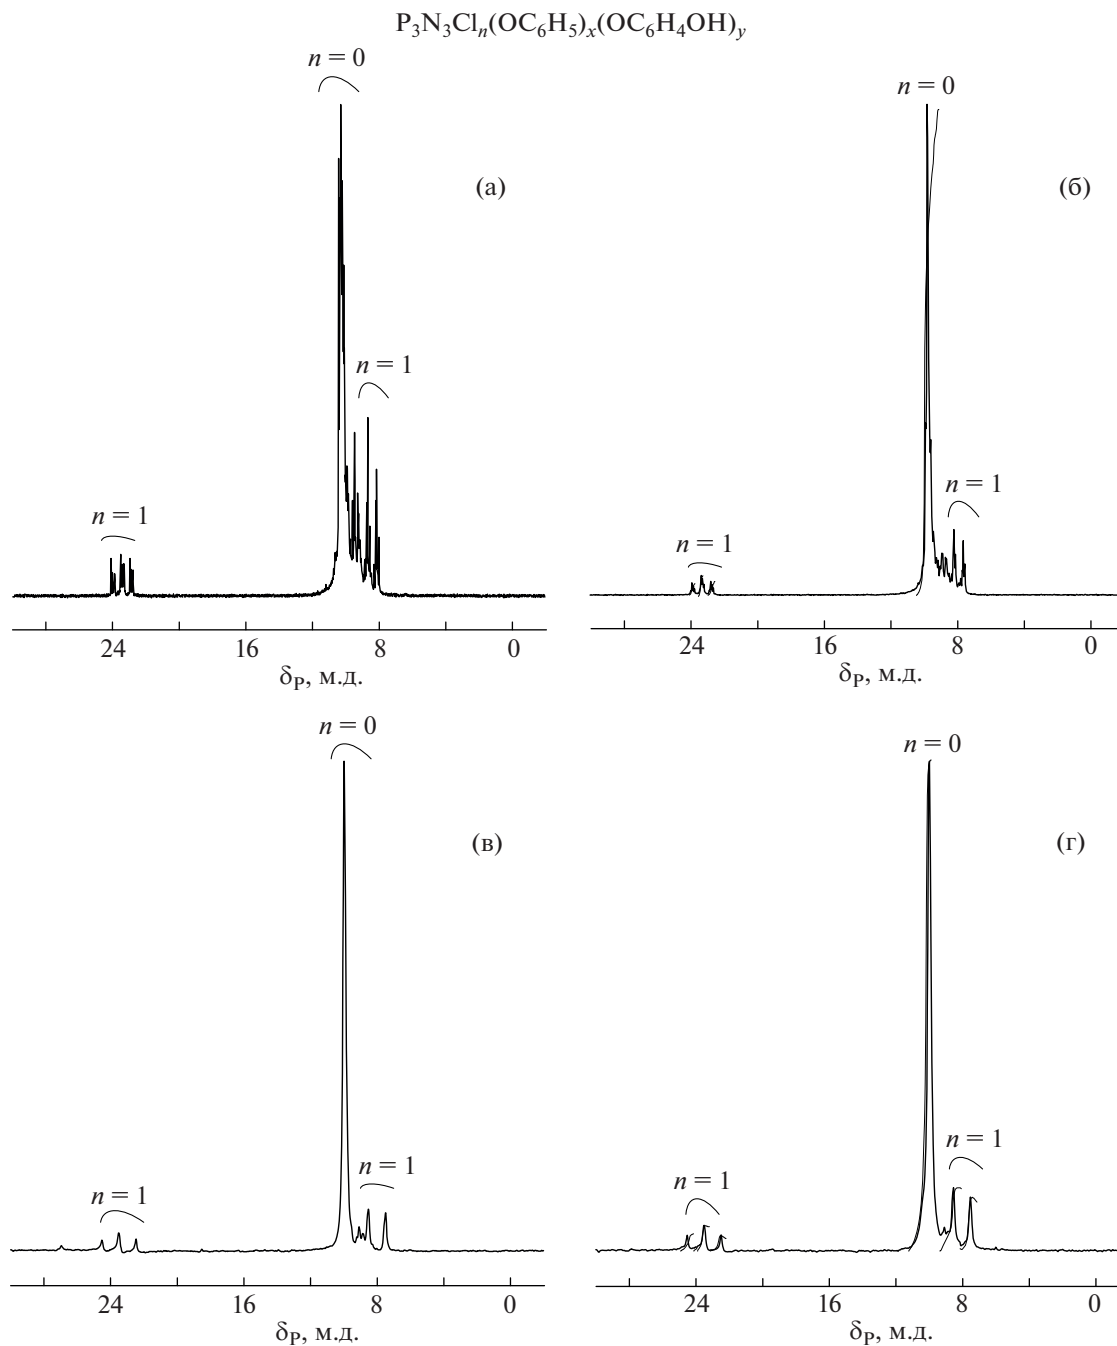 P₃N₃Clₙ(OC₆H₅)ₓ(OC₆H₄OH)ᵧ
n = 0
n = 1
n = 1
(а)
24 16 8 0
δP, м.д.
n = 0
n = 1
n = 1
(б)
24 16 8 0
δP, м.д.
n = 0
n = 1
n = 1
(в)
24 16 8 0
δP, м.д.
n = 0
n = 1
n = 1
(г)
24 16 8 0
δP, м.д.